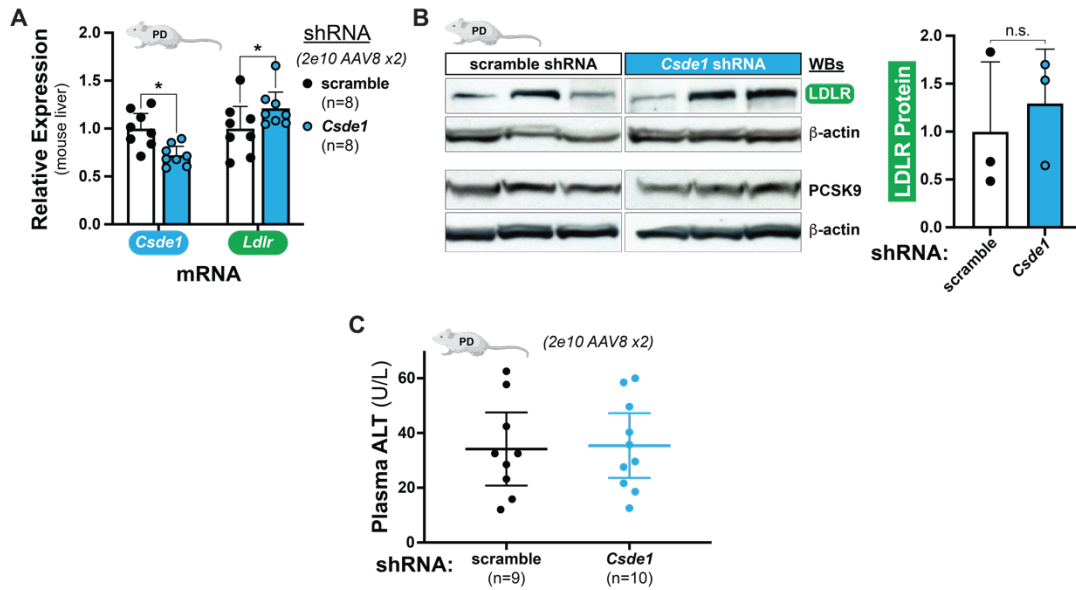 A
PD
shRNA
(2e10 AAV8 x2)
scramble
(n=8)
Csde1
(n=8)
Relative Expression
(mouse liver)
2.0
1.5
1.0
0.5
0.0
*
*
Csde1
Ldlr
mRNA
B
PD
scramble shRNA
Csde1 shRNA
WBs
LDLR
β-actin
PCSK9
β-actin
LDLR Protein
2.0
1.5
1.0
0.5
0.0
n.s.
shRNA:
scramble
Csde1
C
PD
(2e10 AAV8 x2)
Plasma ALT (U/L)
60
40
20
0
shRNA:
scramble
(n=9)
Csde1
(n=10)